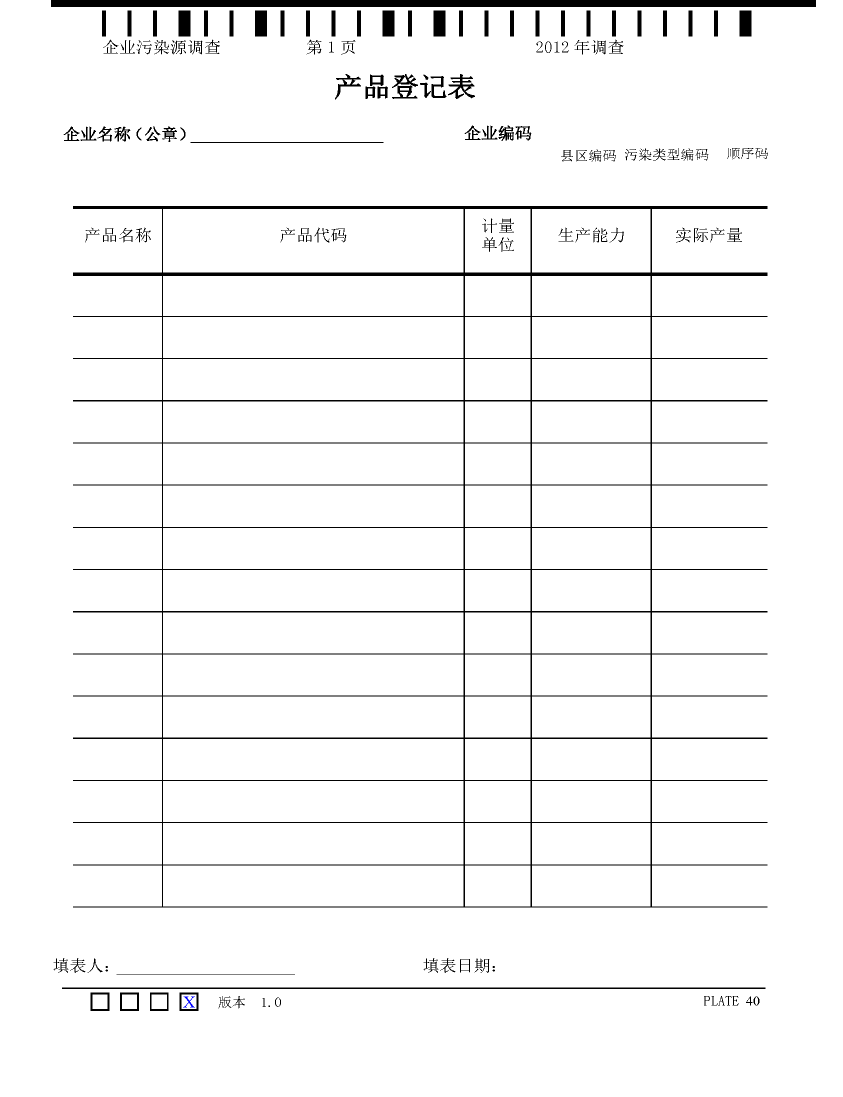 企业污染源调查 第 1 页 2012 年调查
产品登记表
企业名称（公章）_____________________ 企业编码
县区编码 污染类型编码 顺序码
产品名称 产品代码 计量单位 生产能力 实际产量
填表人：_____________________ 填表日期：
X 版本 1.0 PLATE 40